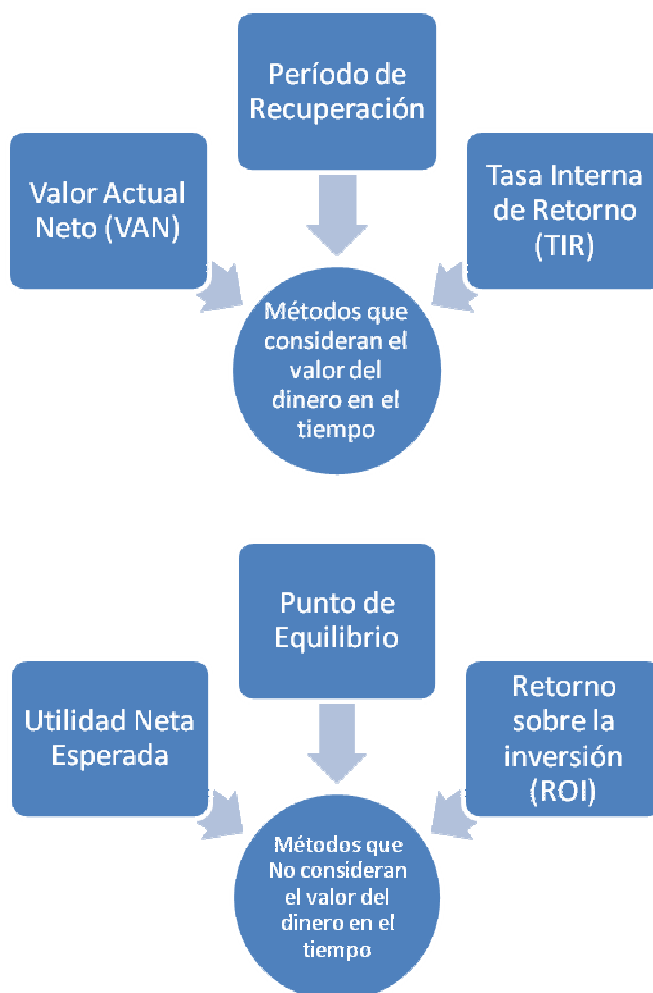 Período de
Recuperación
Valor Actual
Neto (VAN)
Tasa Interna
de Retorno
(TIR)
Métodos que
consideran el
valor del
dinero en el
tiempo
Punto de
Equilibrio
Utilidad Neta
Esperada
Retorno
sobre la
inversión
(ROI)
Métodos que
No consideran
el valor del
dinero en el
tiempo